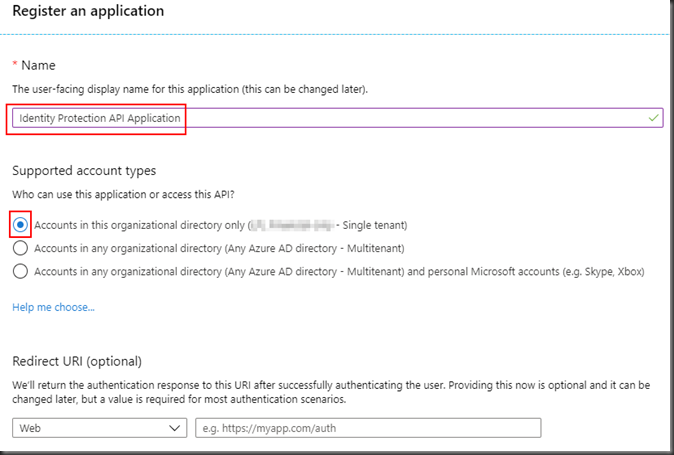 Register an application
* Name
The user-facing display name for this application (this can be changed later).
Identity Protection API Application
Supported account types
Who can use this application or access this API?
Accounts in this organizational directory only ( - Single tenant)
Accounts in any organizational directory (Any Azure AD directory - Multitenant)
Accounts in any organizational directory (Any Azure AD directory - Multitenant) and personal Microsoft accounts (e.g. Skype, Xbox)
Help me choose...
Redirect URI (optional)
We'll return the authentication response to this URI after successfully authenticating the user. Providing this now is optional and it can be
changed later, but a value is required for most authentication scenarios.
Web
e.g. https://myapp.com/auth